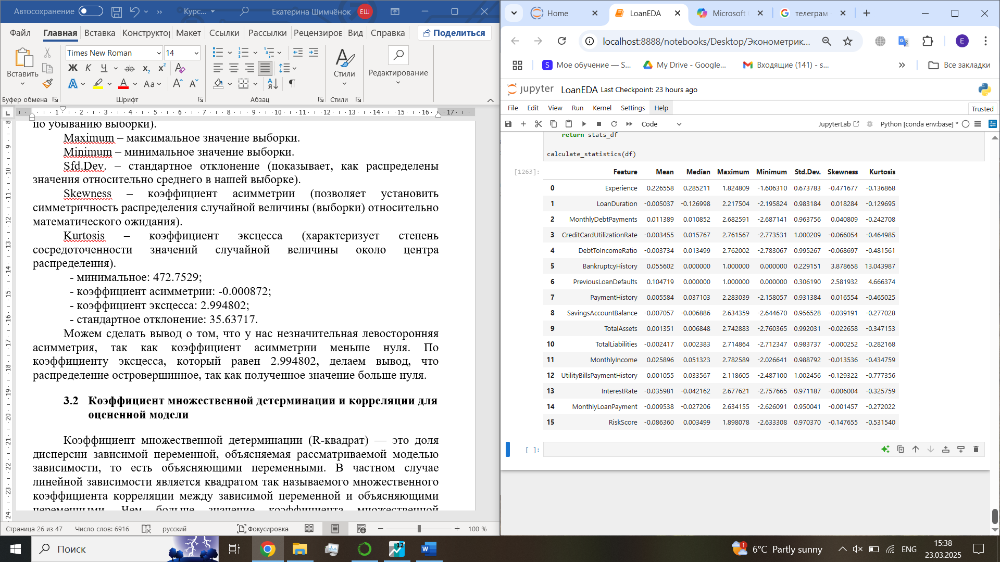 Автосохранение
Курс...
Екатерина Шимчёнок
ЕШ
Файл Главная Вставка Конструктор Макет Ссылки Рассылки Рецензиров Вид Справка Поделиться
Вставить
Times New Roman 14
Ж К Ч ab x₂ x²
Стили
Редактирование
Буфер обмена Шрифт Абзац Стили
1 2 3 4 5 6 7 8 9 10 11 12 13 14 15 16 17
по убыванию выборки).
Maximum – максимальное значение выборки.
Minimum – минимальное значение выборки.
Sfd.Dev. – стандартное отклонение (показывает, как распределены
значения относительно среднего в нашей выборке).
Skewness – коэффициент асимметрии (позволяет установить
симметричность распределения случайной величины (выборки) относительно
математического ожидания).
Kurtosis – коэффициент эксцесса (характеризует степень
сосредоточенности значений случайной величины около центра
распределения).
- минимальное: 472.7529;
- коэффициент асимметрии: -0.000872;
- коэффициент эксцесса: 2.994802;
- стандартное отклонение: 35.63717.
Можем сделать вывод о том, что у нас незначительная левосторонняя
асимметрия, так как коэффициент асимметрии меньше нуля. По
коэффициенту эксцесса, который равен 2.994802, делаем вывод, что
распределение островершинное, так как полученное значение больше нуля.
3.2 Коэффициент множественной детерминации и корреляции для
оцененной модели
Коэффициент множественной детерминации (R-квадрат) — это доля
дисперсии зависимой переменной, объясняемая рассматриваемой моделью
зависимости, то есть объясняющими переменными. В частном случае
линейной зависимости является квадратом так называемого множественного
коэффициента корреляции между зависимой переменной и объясняющими
переменными. Чем больше значение коэффициента множественной
Страница 26 из 47 Число слов: 6916 русский Фокусировка 100 %
Home LoanEDA Microsoft телеграм
localhost:8888/notebooks/Desktop/Эконометрик...
E
Мое обучение — S... My Drive - Google... Входящие (141) - s... Все закладки
jupyter LoanEDA Last Checkpoint: 23 hours ago
File Edit View Run Kernel Settings Help Trusted
Code JupyterLab Python [conda env:base] *
return stats_df
calculate_statistics(df)
[1263]: Feature Mean Median Maximum Minimum Std.Dev. Skewness Kurtosis
0 Experience 0.226558 0.285211 1.824809 -1.606310 0.673783 -0.471677 -0.136868
1 LoanDuration -0.005037 -0.126998 2.217504 -2.195824 0.983184 0.018284 -0.129695
2 MonthlyDebtPayments 0.011389 0.010852 2.682591 -2.687141 0.963756 0.040809 -0.242708
3 CreditCardUtilizationRate -0.003455 0.015767 2.761567 -2.773531 1.000209 -0.066054 -0.464985
4 DebtToIncomeRatio -0.003734 0.013499 2.762002 -2.783067 0.995267 -0.068697 -0.481561
5 BankruptcyHistory 0.055602 0.000000 1.000000 0.000000 0.229151 3.878658 13.043987
6 PreviousLoanDefaults 0.104719 0.000000 1.000000 0.000000 0.306190 2.581932 4.666374
7 PaymentHistory 0.005584 0.037103 2.283039 -2.158057 0.931384 0.016554 -0.465025
8 SavingsAccountBalance -0.007057 -0.006886 2.634359 -2.644670 0.956528 -0.039191 -0.277028
9 TotalAssets 0.001351 0.006848 2.742883 -2.760365 0.992031 -0.022658 -0.347153
10 TotalLiabilities -0.002417 0.002383 2.714864 -2.712347 0.983737 -0.000252 -0.282168
11 MonthlyIncome 0.025896 0.051323 2.782589 -2.026641 0.988792 -0.013536 -0.434759
12 UtilityBillsPaymentHistory 0.001055 0.033567 2.118605 -2.487100 1.002456 -0.129322 -0.777356
13 InterestRate -0.035981 -0.042162 2.677621 -2.757665 0.971187 -0.006004 -0.325759
14 MonthlyLoanPayment -0.009538 -0.027206 2.634155 -2.626091 0.950041 -0.001457 -0.272022
15 RiskScore -0.086360 0.003499 1.898078 -2.633308 0.970370 -0.147655 -0.531540
[ ]:
Поиск
6°C Partly sunny ENG 15:38
23.03.2025